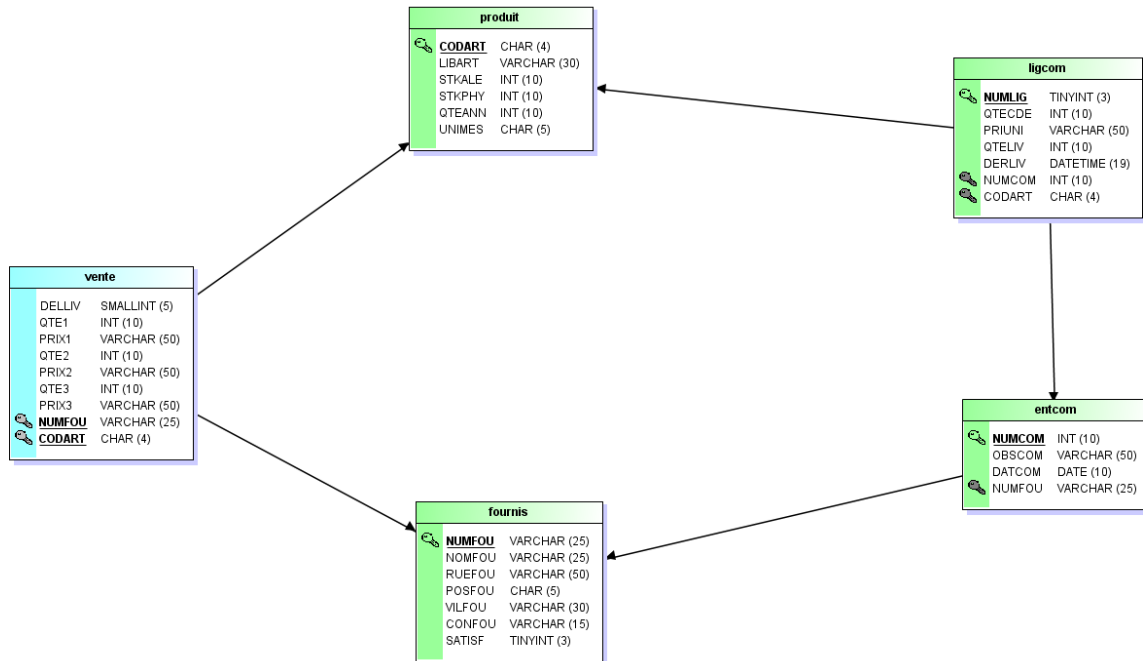 produit
CODART CHAR (4)
LIBART VARCHAR (30)
STKALE INT (10)
STKPHY INT (10)
QTEANN INT (10)
UNIMES CHAR (5)
ligcom
NUMLIG TINYINT (3)
QTECDE INT (10)
PRIUNI VARCHAR (50)
QTELIV INT (10)
DERLIV DATETIME (19)
NUMCOM INT (10)
CODART CHAR (4)
vente
DELLIV SMALLINT (5)
QTE1 INT (10)
PRIX1 VARCHAR (50)
QTE2 INT (10)
PRIX2 VARCHAR (50)
QTE3 INT (10)
PRIX3 VARCHAR (50)
NUMFOU VARCHAR (25)
CODART CHAR (4)
entcom
NUMCOM INT (10)
OBSCOM VARCHAR (50)
DATCOM DATE (10)
NUMFOU VARCHAR (25)
fournis
NUMFOU VARCHAR (25)
NOMFOU VARCHAR (25)
RUEFOU VARCHAR (50)
POSFOU CHAR (5)
VILFOU VARCHAR (30)
CONFOU VARCHAR (15)
SATISF TINYINT (3)